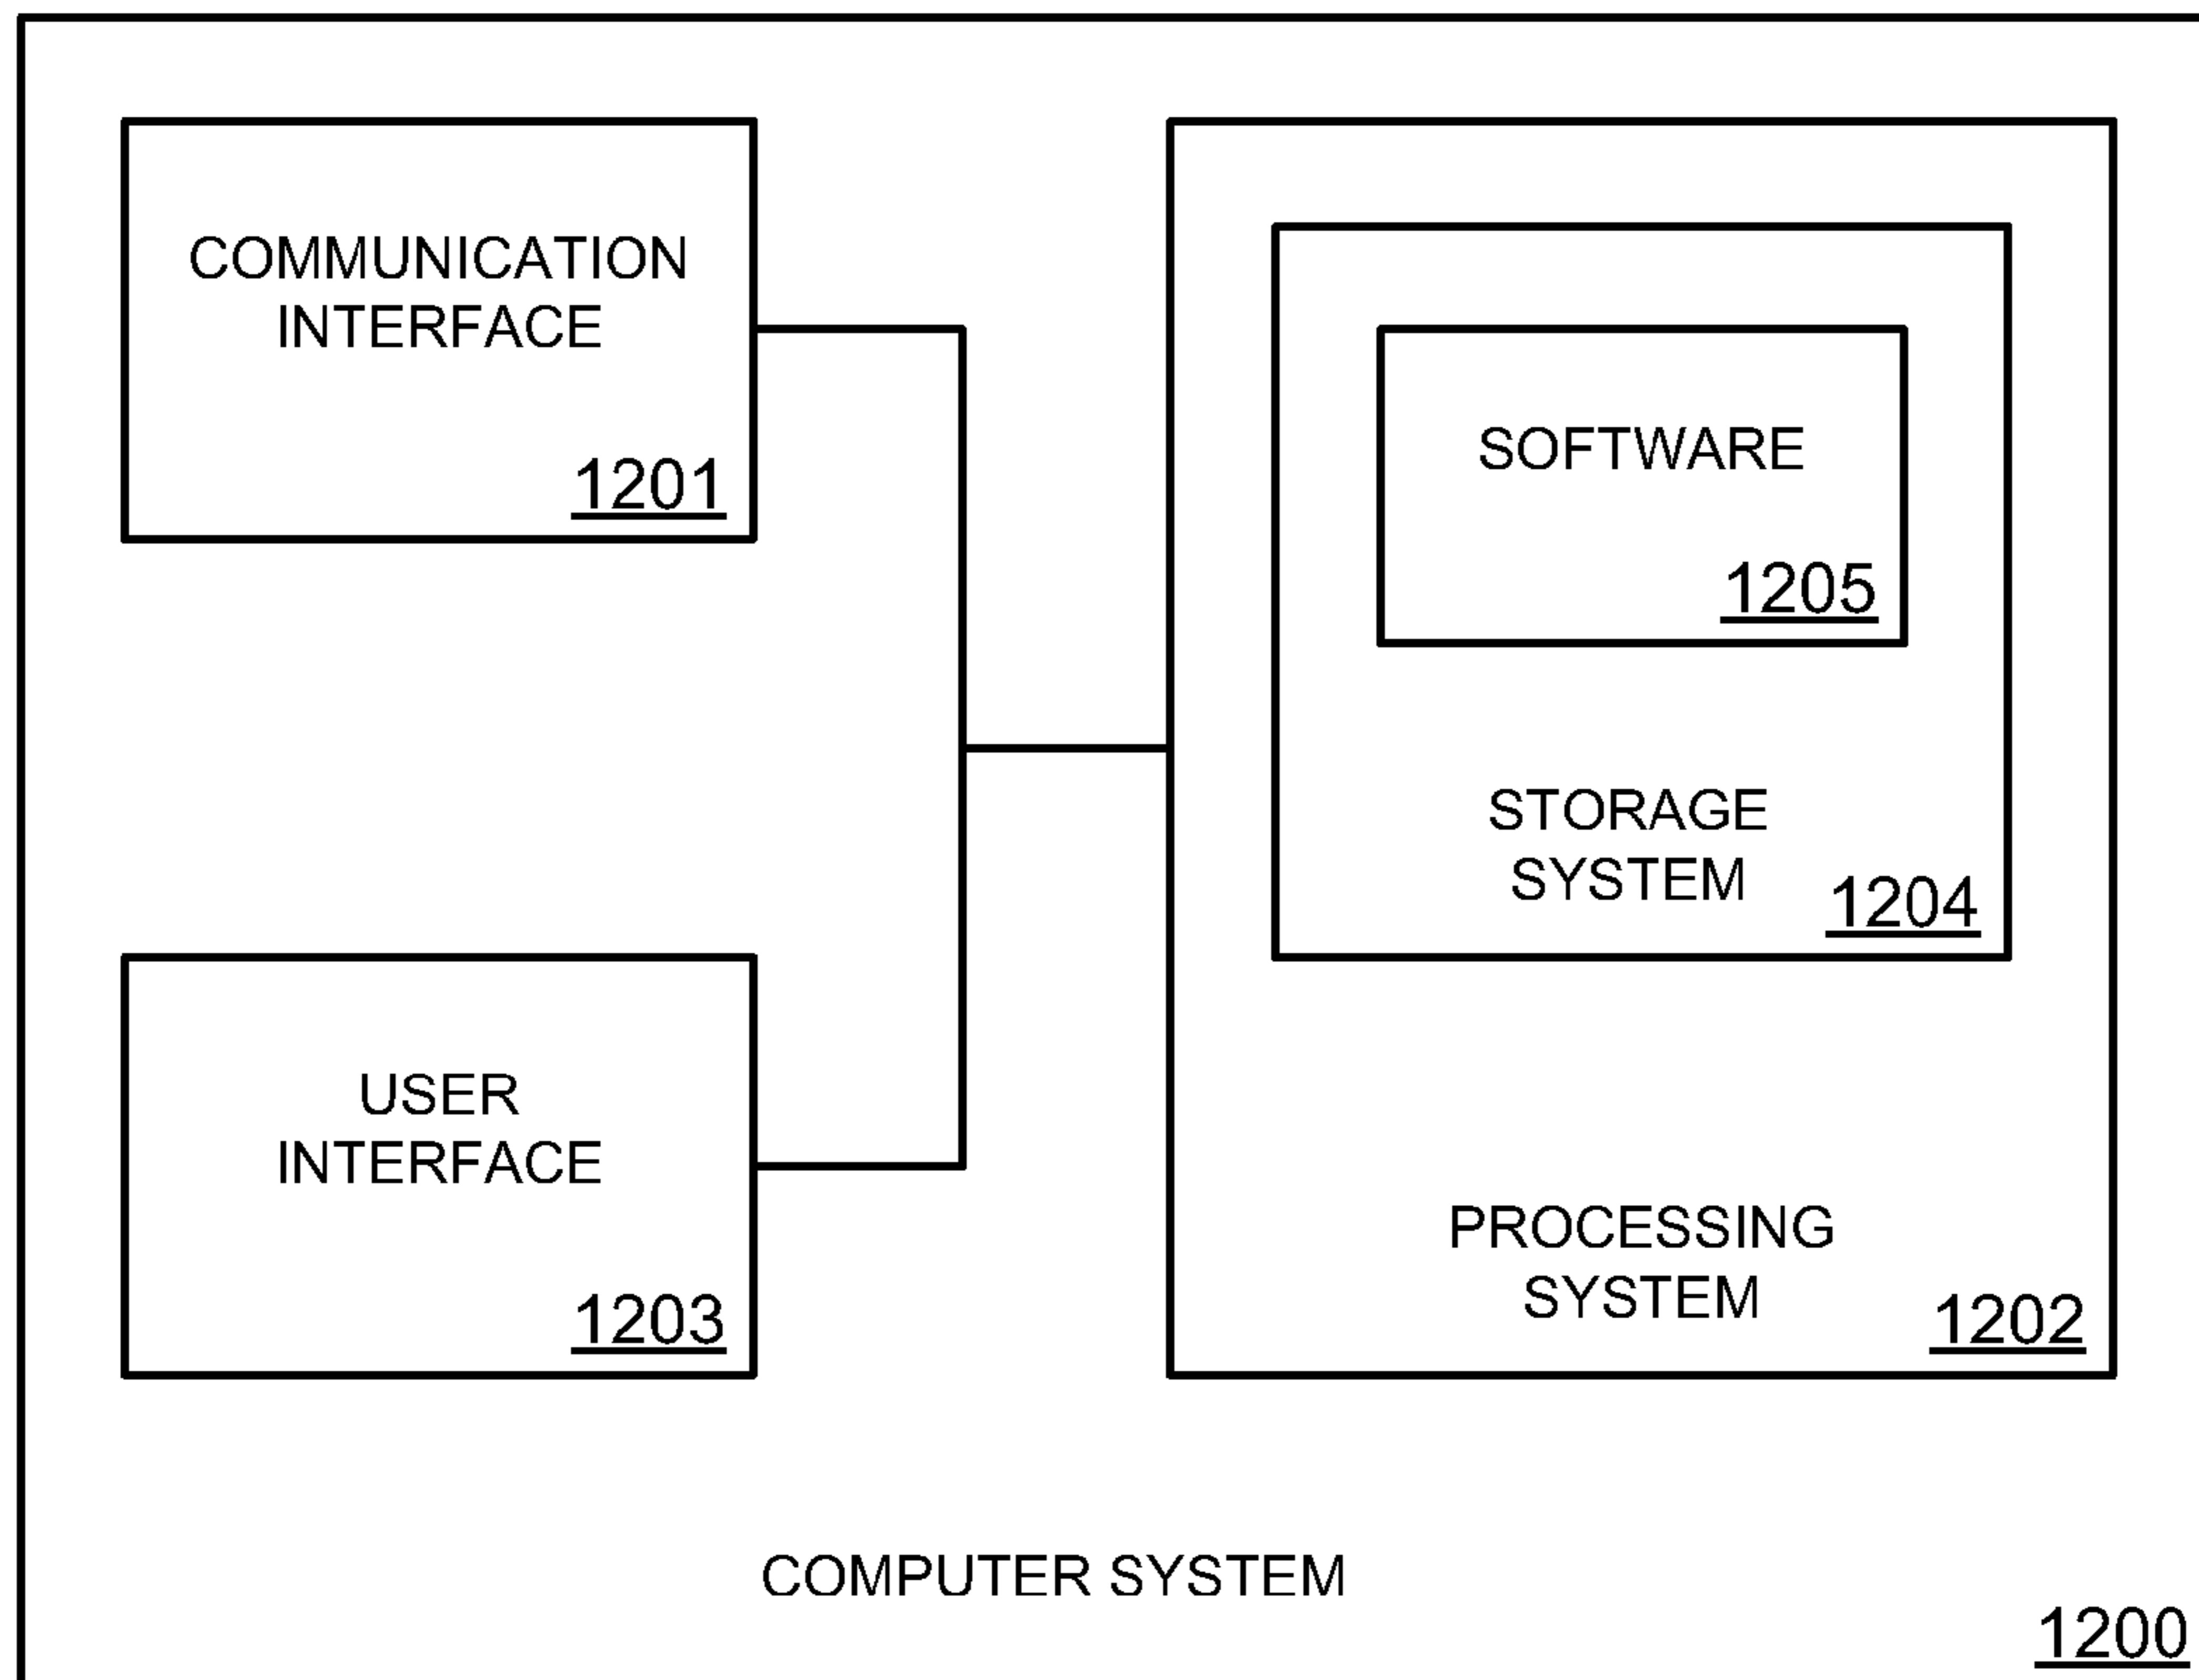 COMMUNICATION
INTERFACE
1201
USER
INTERFACE
1203
SOFTWARE
1205
STORAGE
SYSTEM
1204
PROCESSING
SYSTEM
1202
COMPUTER SYSTEM
1200